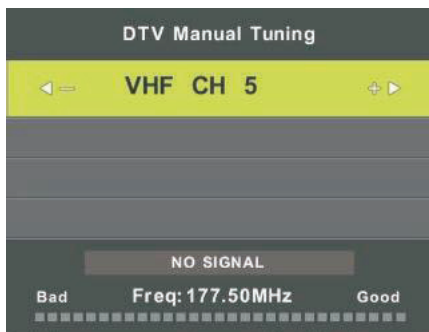 DTV Manual Tuning
VHF CH 5
NO SIGNAL
Bad Freq:177.50MHz Good